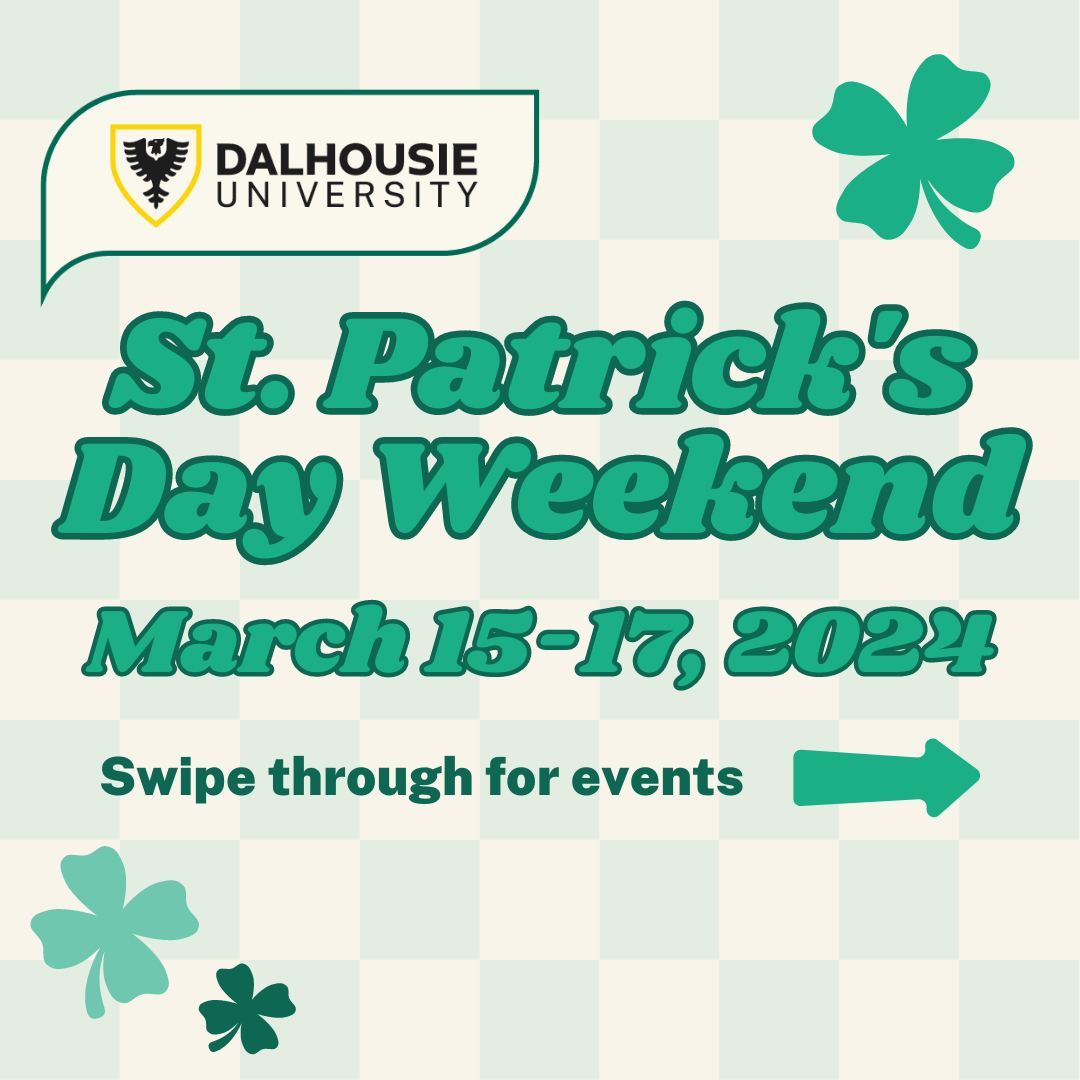 DALHOUSIE
UNIVERSITY
St. Patrick's
Day Weekend
March 15-17, 2024
Swipe through for events